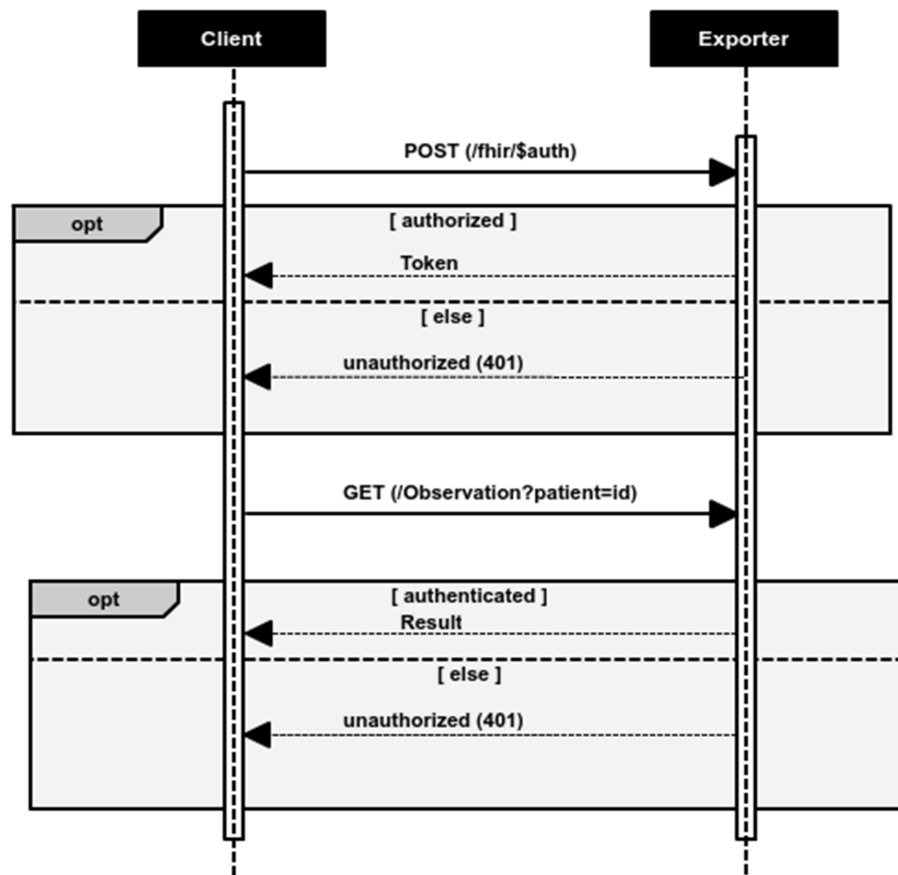 Client
Exporter
POST (/fhir/$auth)
opt
[ authorized ]
Token
[ else ]
unauthorized (401)
GET (/Observation?patient=id)
opt
[ authenticated ]
Result
[ else ]
unauthorized (401)